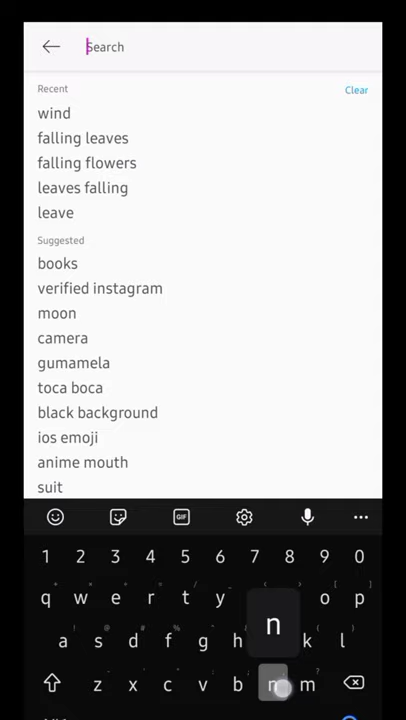 Search
Recent Clear
wind
falling leaves
falling flowers
leaves falling
leave
Suggested
books
verified instagram
moon
camera
gumamela
toca boca
black background
ios emoji
anime mouth
suit
GIF
1 2 3 4 5 6 7 8 9 0
q w e r t y o p
n
a s d f g h k l
z x c v b n m